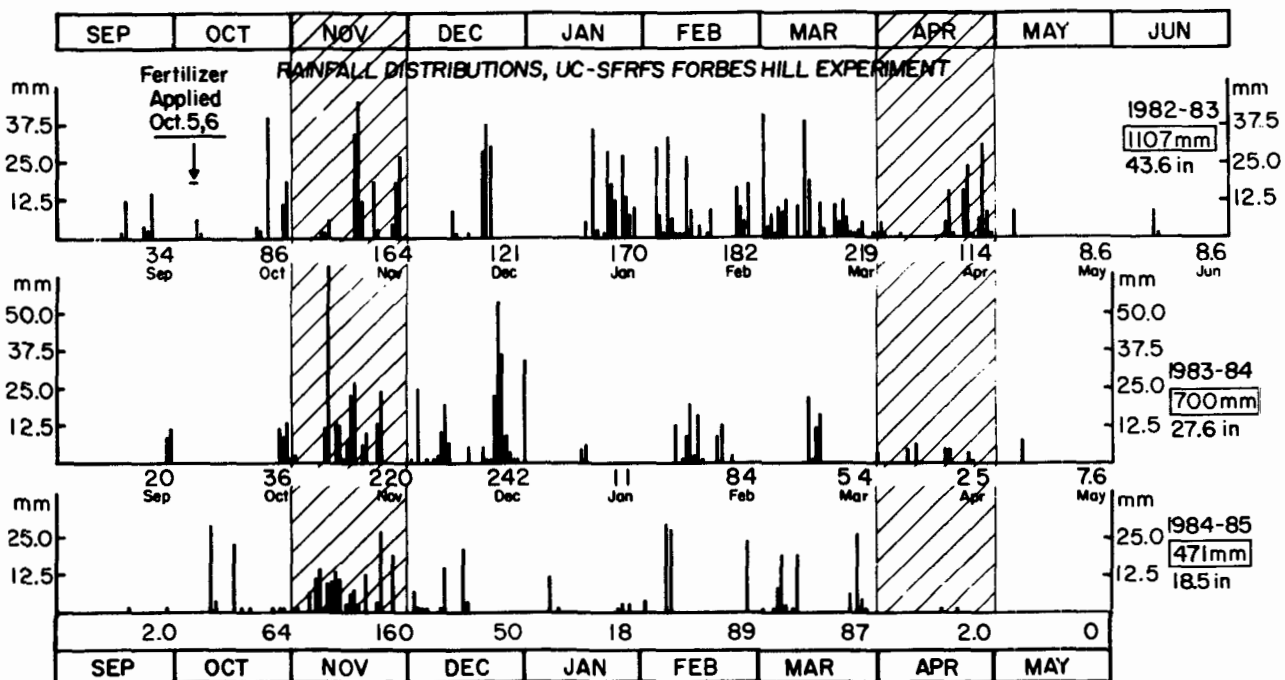 SEP OCT NOV DEC JAN FEB MAR APR MAY JUN
RAINFALL DISTRIBUTIONS, UC-SFRFS FORBES HILL EXPERIMENT
Fertilizer
Applied
Oct. 5,6
mm
37.5
25.0
12.5
mm
37.5
25.0
12.5
1982-83
1107mm
43.6 in
34 86 164 121 170 182 219 114 8.6 8.6
Sep Oct Nov Dec Jan Feb Mar Apr May Jun
mm
50.0
37.5
25.0
12.5
mm
50.0
37.5
25.0
12.5
1983-84
700mm
27.6 in
20 36 220 242 11 84 54 25 7.6
Sep Oct Nov Dec Jan Feb Mar Apr May
mm
25.0
12.5
mm
25.0
12.5
1984-85
471mm
18.5 in
2.0 64 160 50 18 89 87 2.0 0
SEP OCT NOV DEC JAN FEB MAR APR MAY